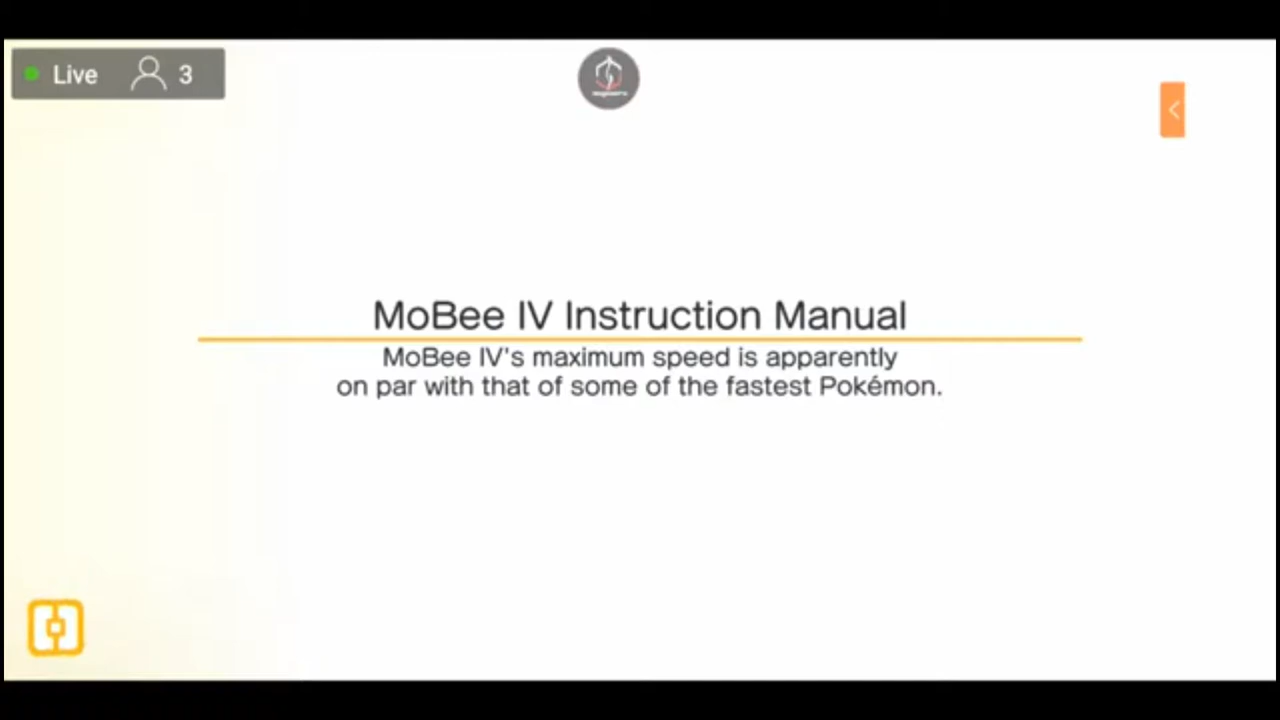 Live 3
MoBee IV Instruction Manual
MoBee IV's maximum speed is apparently
on par with that of some of the fastest Pokémon.